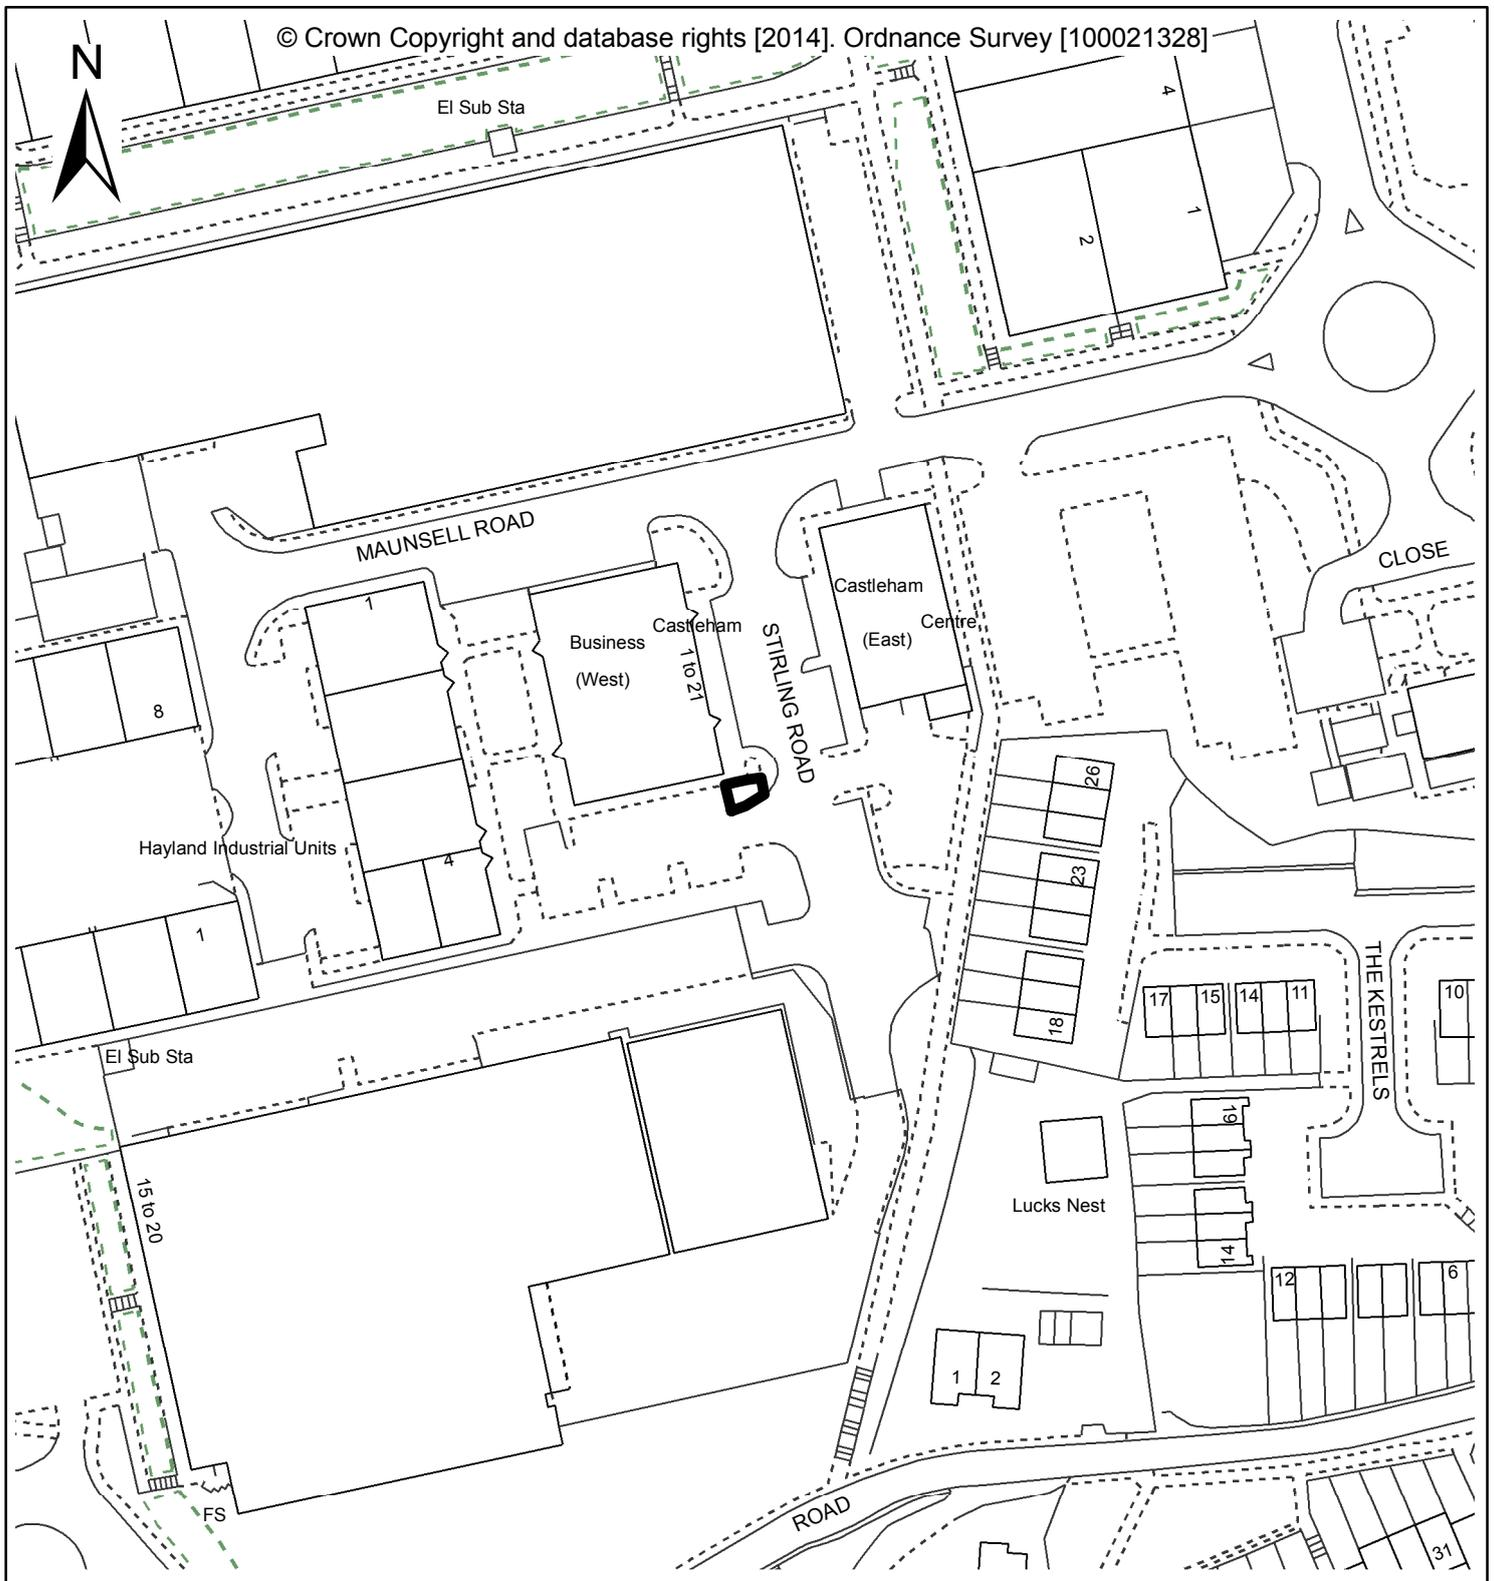 © Crown Copyright and database rights [2014]. Ordnance Survey [100021328]
N
El Sub Sta
4
1
2
MAUNSELL ROAD
CLOSE
1
Castleham
Business
(West)
1 to 21
STIRLING ROAD
Castleham
Centre
(East)
8
26
Hayland Industrial Units
4
23
1
17
15
14
11
10
THE KESTRELS
18
El Sub Sta
19
15 to 20
Lucks Nest
14
12
6
1
2
FS
ROAD
31